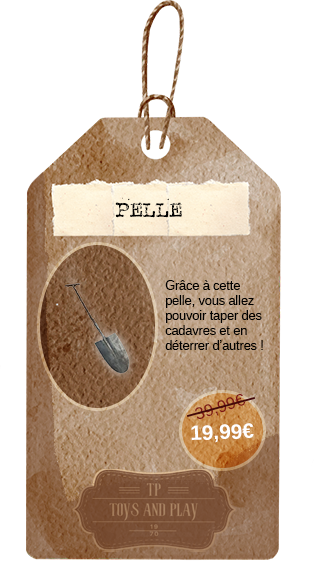 PELLE
Grâce à cette
pelle, vous allez
pouvoir taper des
cadavres et en
déterrer d'autres !
39,99€
19,99€
TP
TOYS AND PLAY
19
75